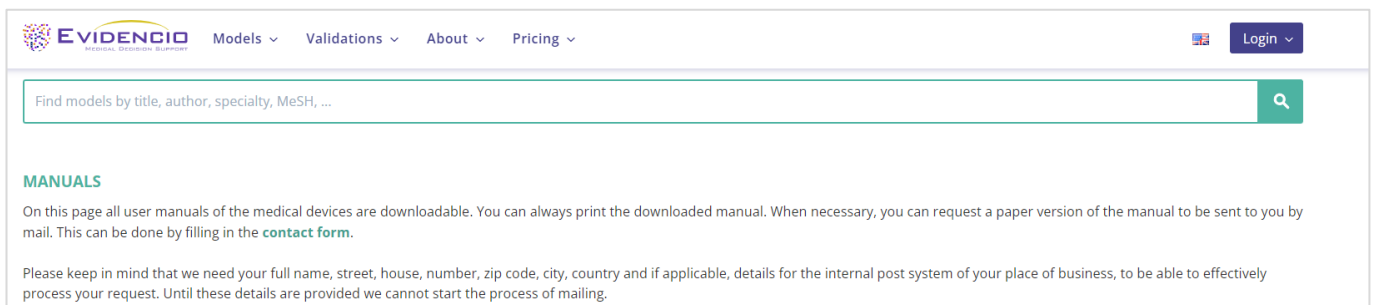 EVIDENCIO Models Validations About Pricing Login
MEDICAL DECISION SUPPORT
Find models by title, author, specialty, MeSH, ...
MANUALS
On this page all user manuals of the medical devices are downloadable. You can always print the downloaded manual. When necessary, you can request a paper version of the manual to be sent to you by
mail. This can be done by filling in the contact form.
Please keep in mind that we need your full name, street, house, number, zip code, city, country and if applicable, details for the internal post system of your place of business, to be able to effectively
process your request. Until these details are provided we cannot start the process of mailing.